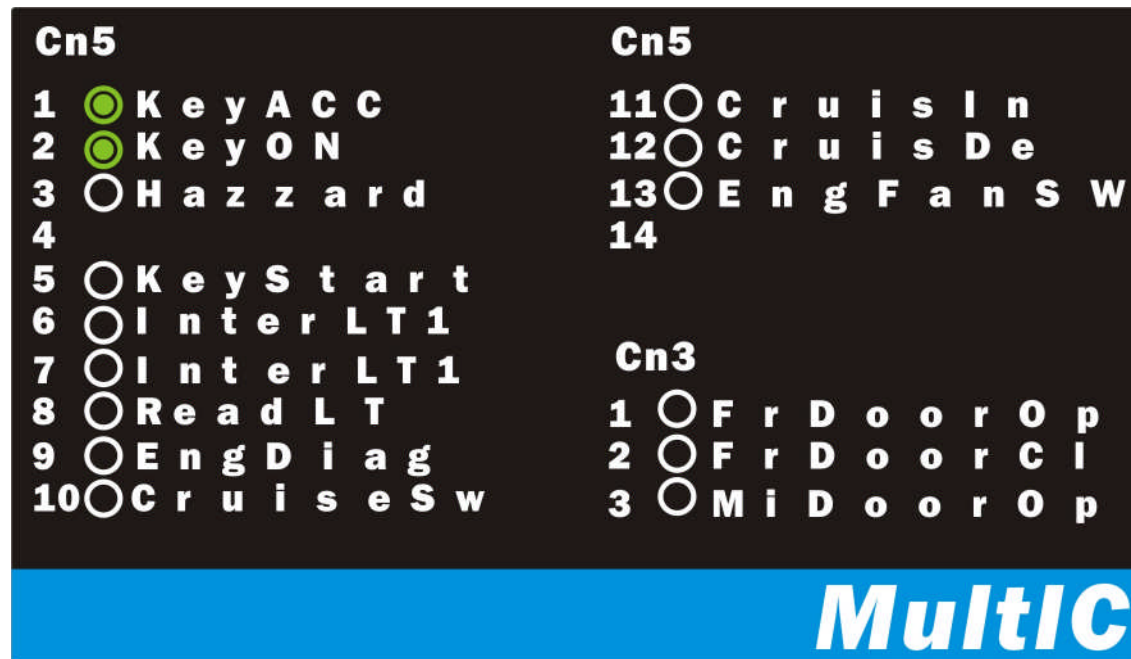 Cn5
1 KeyACC
2 KeyON
3 Hazzard
4
5 KeyStart
6 InterLT1
7 InterLT1
8 ReadLT
9 EngDiag
10 CruiseSw
Cn5
11 CruisIn
12 CruisDe
13 EngFanSW
14
Cn3
1 FrDoorOp
2 FrDoorCl
3 MiDoorOp
MultIC